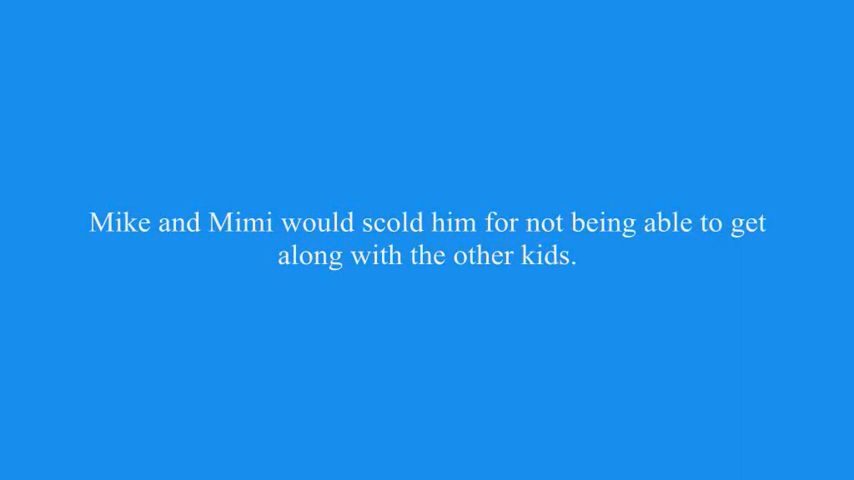 Mike and Mimi would scold him for not being able to get
along with the other kids.